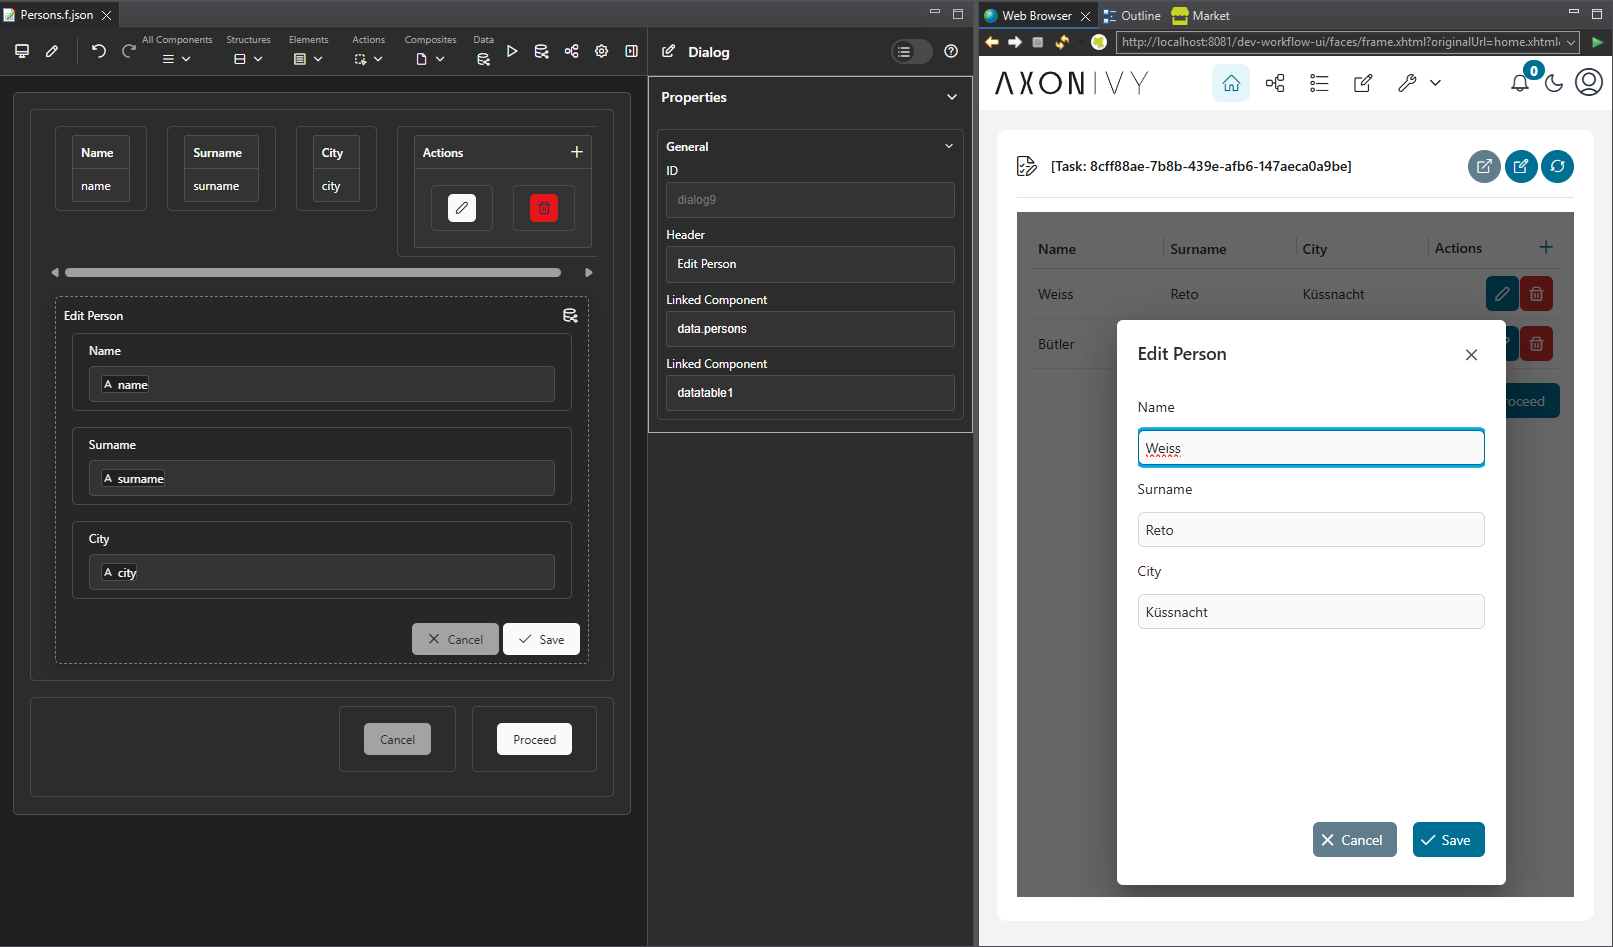 Persons.f.json
All Components
Structures
Elements
Actions
Composites
Data
Name
name
Surname
surname
City
city
Actions
Edit Person
Name
A name
Surname
A surname
City
A city
Cancel
Save
Cancel
Proceed
Dialog
Properties
General
ID
dialog9
Header
Edit Person
Linked Component
data.persons
Linked Component
datatable1
Web Browser
Outline
Market
http://localhost:8081/dev-workflow-ui/faces/frame.xhtml?originalUrl=home.xhtml
AXONIVY
0
[Task: 8cff88ae-7b8b-439e-afb6-147aeca0a9be]
Name Surname City Actions
Weiss Reto Küssnacht
Bütler
oceed
Edit Person
Name
Weiss
Surname
Reto
City
Küssnacht
Cancel
Save